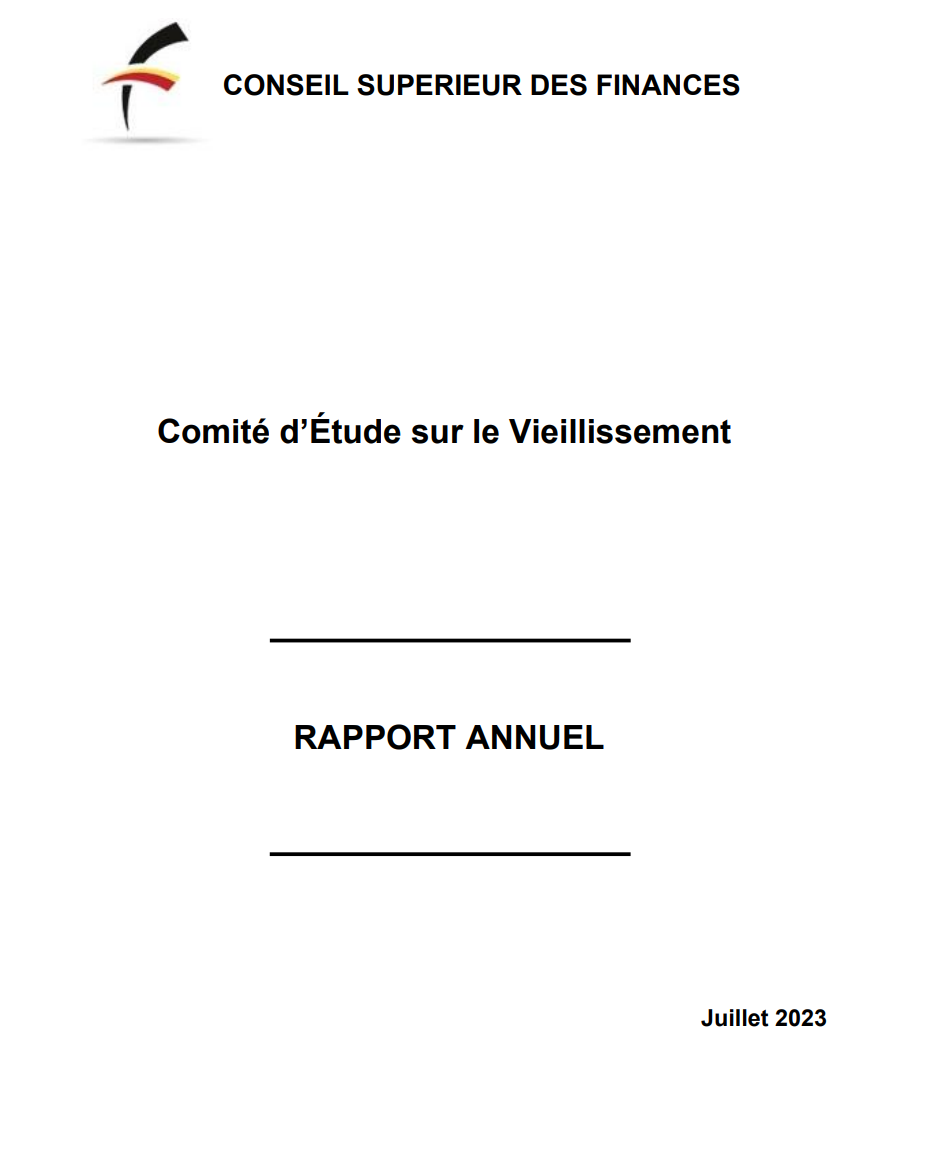 CONSEIL SUPERIEUR DES FINANCES
Comité d’Étude sur le Vieillissement
RAPPORT ANNUEL
Juillet 2023